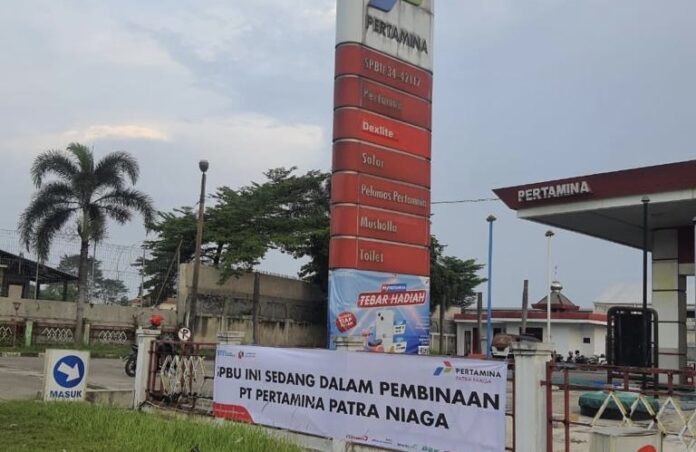 PERTAMINA
SPBU 34-42117
Pertamax
Dexlite
Solar
Pelumas Pertamina
Musholla
Toilet
TEBAR HADIAH
PERTAMINA
MASUK
SPBU INI SEDANG DALAM PEMBINAAN
PT PERTAMINA PATRA NIAGA
PERTAMINA
PATRA NIAGA